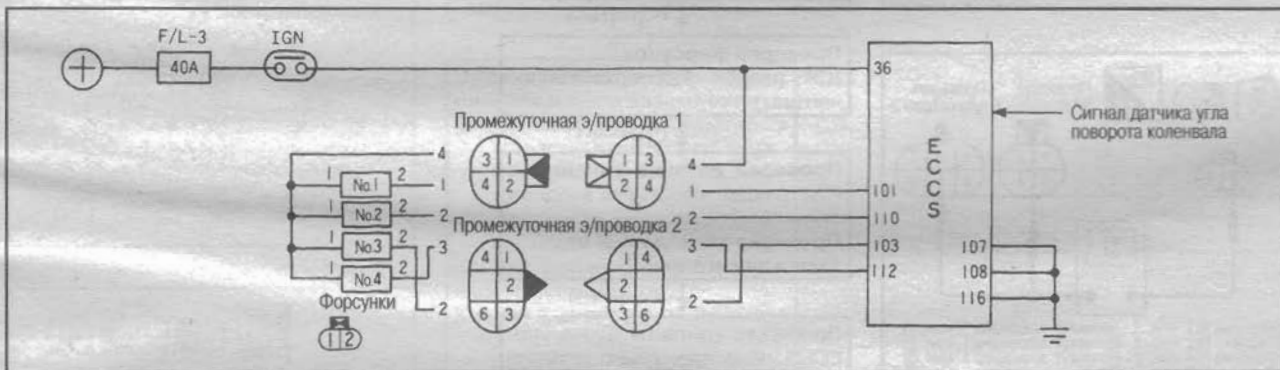 F/L-3 IGN
40A
36
Сигнал датчика угла
поворота коленвала
Промежуточная э/проводка 1
E
C
C
S
4 3 1 1 3 4
4 2 2 4
1 No.1 2 1 1 101
1 No.2 2 2 2 110
Промежуточная э/проводка 2
1 No.3 2 3 4 1 1 4 3 103 107
1 No.4 2 2 2 112 108
Форсунки 2 6 3 3 6 2 116
1 2